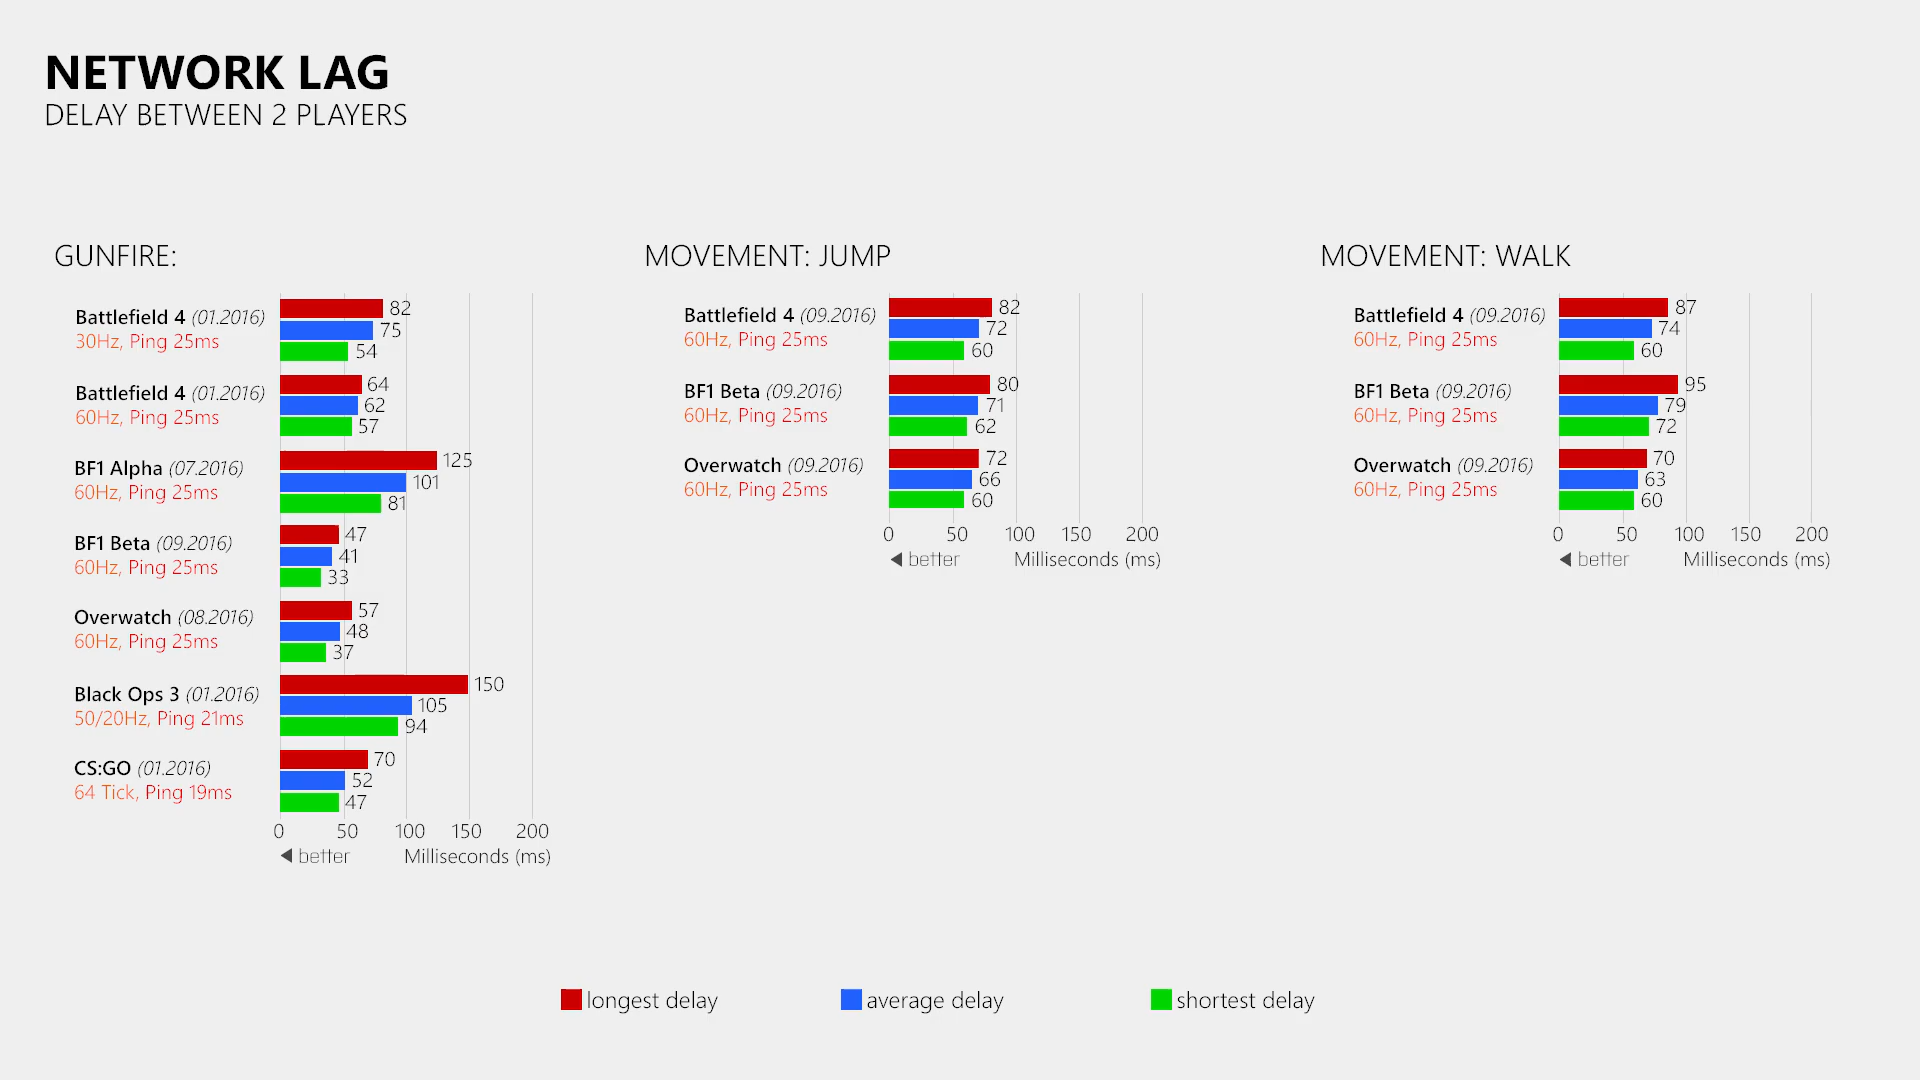 NETWORK LAG
DELAY BETWEEN 2 PLAYERS
GUNFIRE:
Battlefield 4 (01.2016)
30Hz, Ping 25ms
82
75
54
Battlefield 4 (01.2016)
60Hz, Ping 25ms
64
62
57
BF1 Alpha (07.2016)
60Hz, Ping 25ms
125
101
81
BF1 Beta (09.2016)
60Hz, Ping 25ms
47
41
33
Overwatch (08.2016)
60Hz, Ping 25ms
57
48
37
Black Ops 3 (01.2016)
50/20Hz, Ping 21ms
150
105
94
CS:GO (01.2016)
64 Tick, Ping 19ms
70
52
47
0 50 100 150 200
better Milliseconds (ms)
MOVEMENT: JUMP
Battlefield 4 (09.2016)
60Hz, Ping 25ms
82
72
60
BF1 Beta (09.2016)
60Hz, Ping 25ms
80
71
62
Overwatch (09.2016)
60Hz, Ping 25ms
72
66
60
0 50 100 150 200
better Milliseconds (ms)
MOVEMENT: WALK
Battlefield 4 (09.2016)
60Hz, Ping 25ms
87
74
60
BF1 Beta (09.2016)
60Hz, Ping 25ms
95
79
72
Overwatch (09.2016)
60Hz, Ping 25ms
70
63
60
0 50 100 150 200
better Milliseconds (ms)
longest delay average delay shortest delay